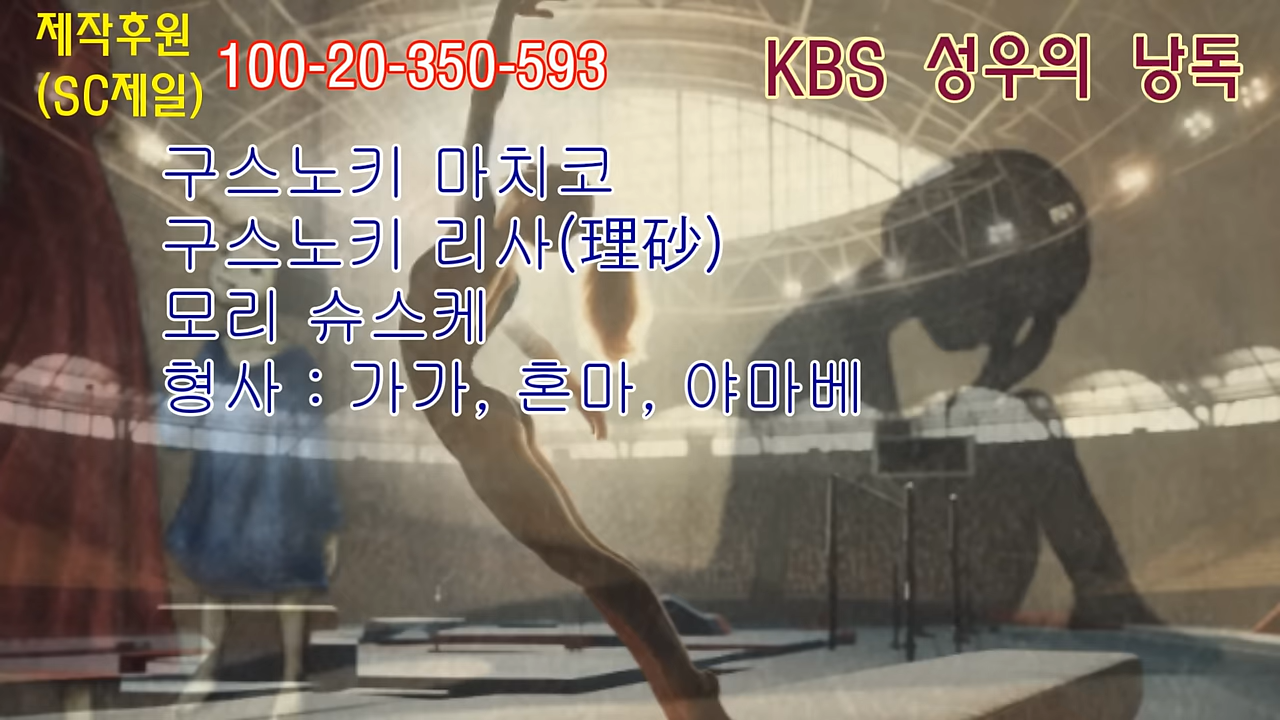 제작후원
(SC제일)
100-20-350-593
KBS 성우의 낭독
구스노키 마치코
구스노키 리사(理砂)
모리 슈스케
형사 : 가가, 혼마, 야마베